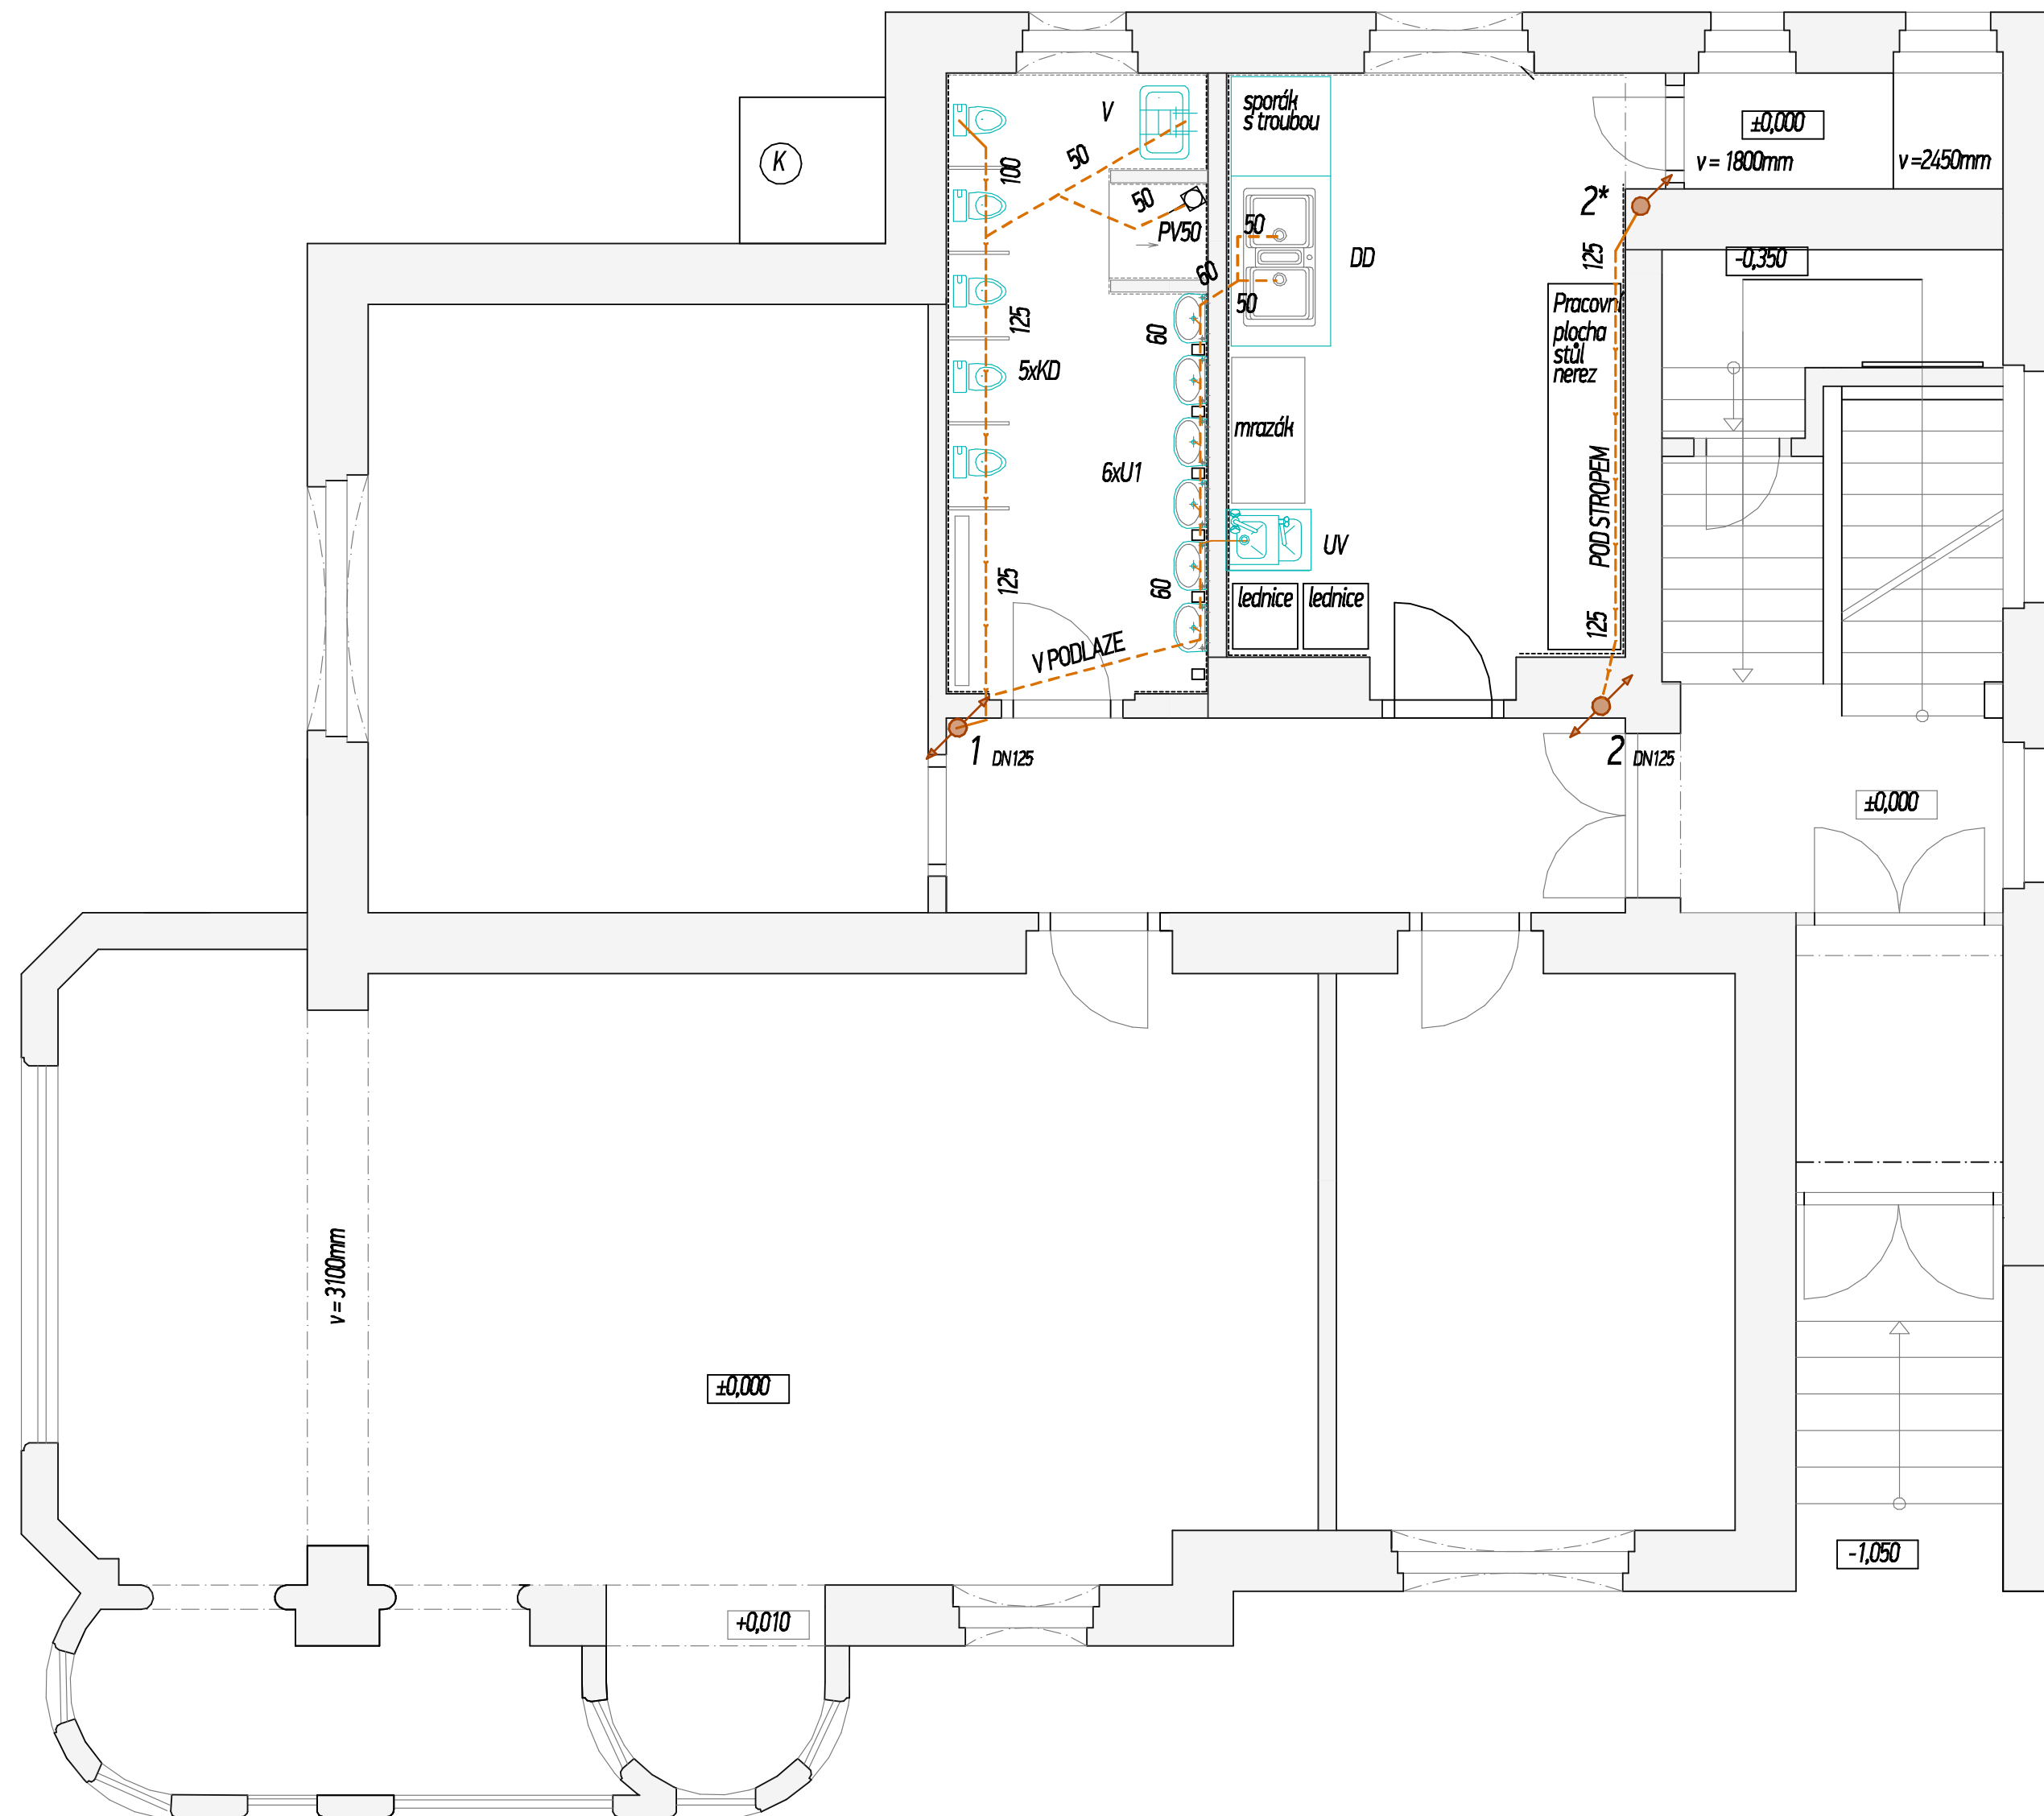 sporák
s troubou
V
±0,000
K
50
100
v = 1800mm
v =2450mm
50
2*
PV50
50
DD
125
-0,350
60
50
Pracovní
plocha
stůl
nerez
125
60
5xKD
mrazák
6xU1
POD STROPEM
UV
125
60
lednice
lednice
125
V PODLAZE
1 DN125
2 DN125
±0,000
v = 3100mm
±0,000
-1,050
+0,010